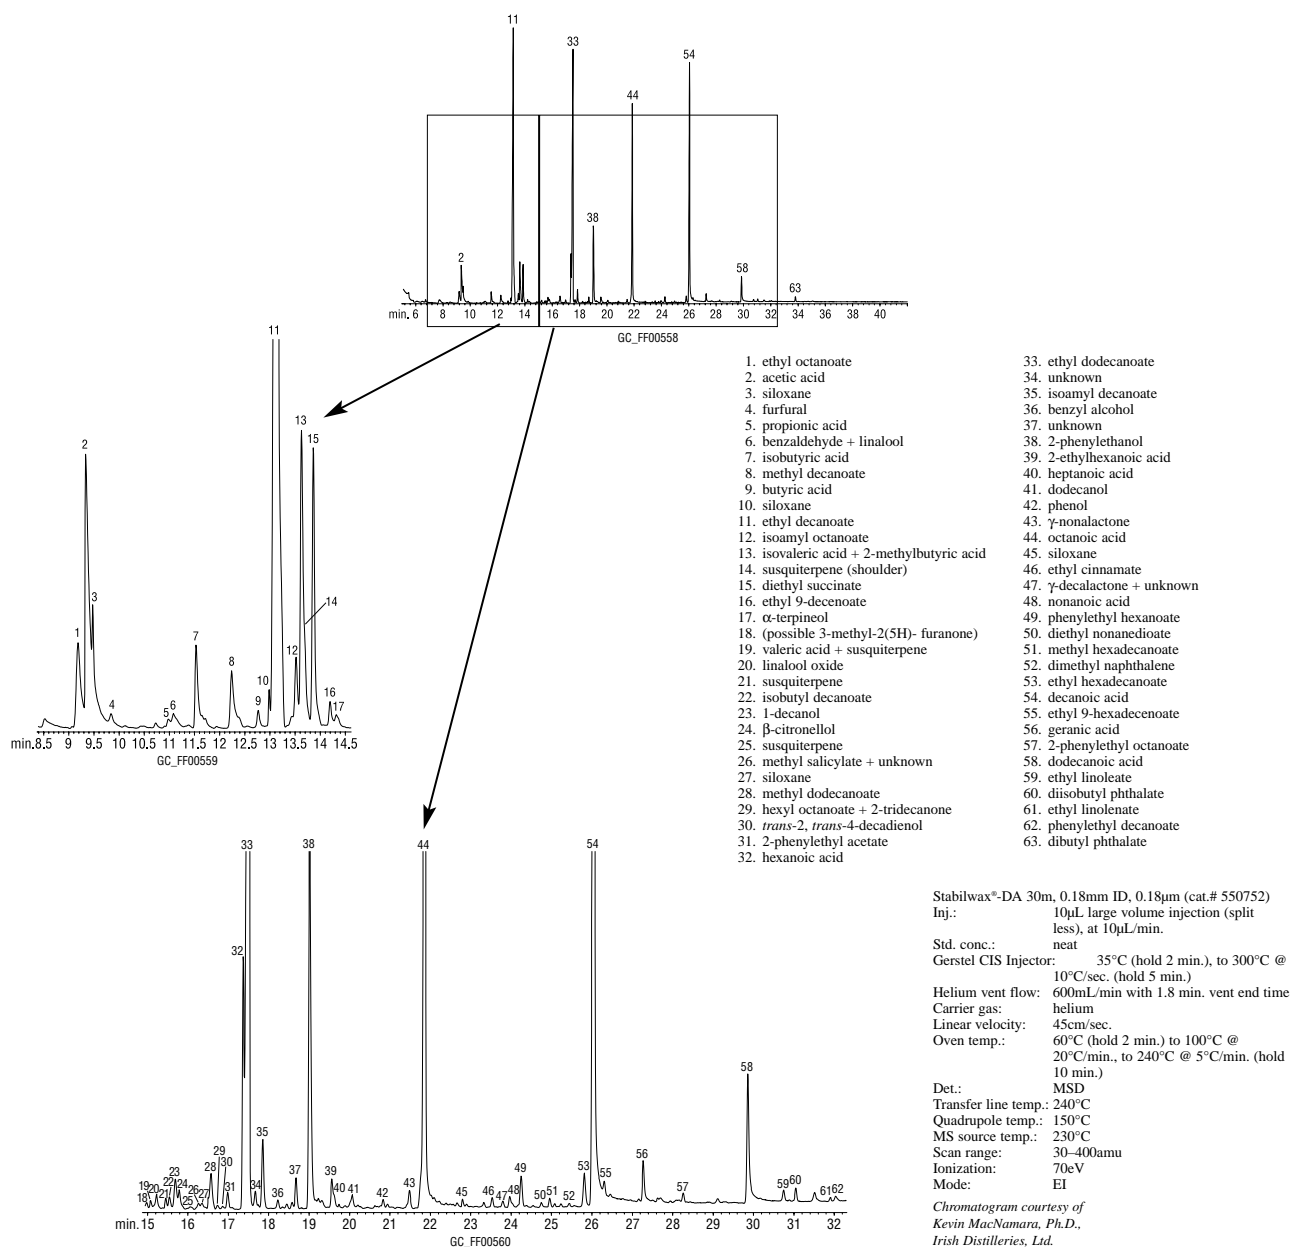 11
33
54
44
38
2
58
63
min. 6 8 10 12 14 16 18 20 22 24 26 28 30 32 34 36 38 40
GC_FF00558
11
13
15
2
3
14
1
7
12
8
10
16
9
17
4
5
6
min. 8.5 9 9.5 10 10.5 11 11.5 12 12.5 13 13.5 14 14.5
GC_FF00559
1. ethyl octanoate
2. acetic acid
3. siloxane
4. furfural
5. propionic acid
6. benzaldehyde + linalool
7. isobutyric acid
8. methyl decanoate
9. butyric acid
10. siloxane
11. ethyl decanoate
12. isoamyl octanoate
13. isovaleric acid + 2-methylbutyric acid
14. susquiterpene (shoulder)
15. diethyl succinate
16. ethyl 9-decenoate
17. α-terpineol
18. (possible 3-methyl-2(5H)- furanone)
19. valeric acid + susquiterpene
20. linalool oxide
21. susquiterpene
22. isobutyl decanoate
23. 1-decanol
24. β-citronellol
25. susquiterpene
26. methyl salicylate + unknown
27. siloxane
28. methyl dodecanoate
29. hexyl octanoate + 2-tridecanone
30. trans-2, trans-4-decadienol
31. 2-phenylethyl acetate
32. hexanoic acid
33. ethyl dodecanoate
34. unknown
35. isoamyl decanoate
36. benzyl alcohol
37. unknown
38. 2-phenylethanol
39. 2-ethylhexanoic acid
40. heptanoic acid
41. dodecanol
42. phenol
43. γ-nonalactone
44. octanoic acid
45. siloxane
46. ethyl cinnamate
47. γ-decalactone + unknown
48. nonanoic acid
49. phenylethyl hexanoate
50. diethyl nonanedioate
51. methyl hexadecanoate
52. dimethyl naphthalene
53. ethyl hexadecanoate
54. decanoic acid
55. ethyl 9-hexadecenoate
56. geranic acid
57. 2-phenylethyl octanoate
58. dodecanoic acid
59. ethyl linoleate
60. diisobutyl phthalate
61. ethyl linolenate
62. phenylethyl decanoate
63. dibutyl phthalate
33
38
44
54
32
58
35
29
30
28
23
19
22
24
26
18
20
21
25
27
31
34
36
37
39
40
41
42
43
45
46
47
48
49
50
51
52
53
55
56
57
59
60
61
62
min. 15 16 17 18 19 20 21 22 23 24 25 26 27 28 29 30 31 32
GC_FF00560
Stabilwax®-DA 30m, 0.18mm ID, 0.18µm (cat.# 550752)
Inj.: 10µL large volume injection (split
less), at 10µL/min.
Std. conc.: neat
Gerstel CIS Injector: 35°C (hold 2 min.), to 300°C @
10°C/sec. (hold 5 min.)
Helium vent flow: 600mL/min with 1.8 min. vent end time
Carrier gas: helium
Linear velocity: 45cm/sec.
Oven temp.: 60°C (hold 2 min.) to 100°C @
20°C/min., to 240°C @ 5°C/min. (hold
10 min.)
Det.: MSD
Transfer line temp.: 240°C
Quadrupole temp.: 150°C
MS source temp.: 230°C
Scan range: 30–400amu
Ionization: 70eV
Mode: EI
Chromatogram courtesy of
Kevin MacNamara, Ph.D.,
Irish Distilleries, Ltd.